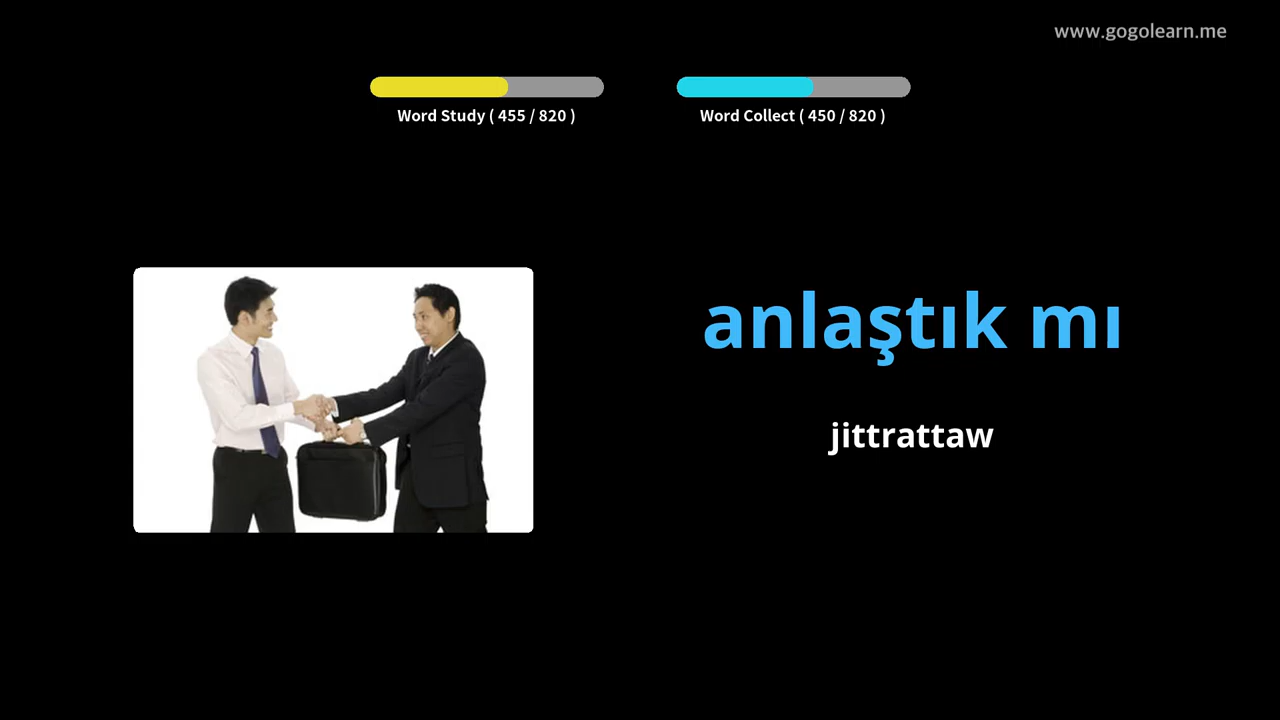 www.gogolearn.me
Word Study ( 455 / 820 )
Word Collect ( 450 / 820 )
anlaştık mı
jittrattaw